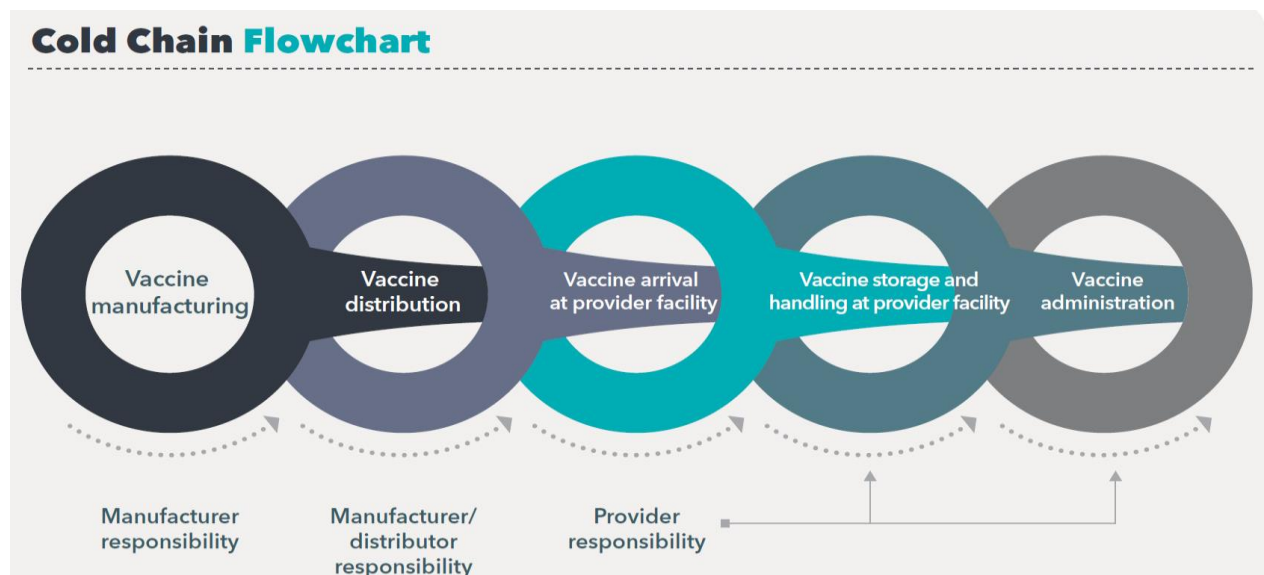 Cold Chain Flowchart
Vaccine
manufacturing
Vaccine
distribution
Vaccine arrival
at provider facility
Vaccine storage and
handling at provider facility
Vaccine
administration
Manufacturer
responsibility
Manufacturer/
distributor
responsibility
Provider
responsibility